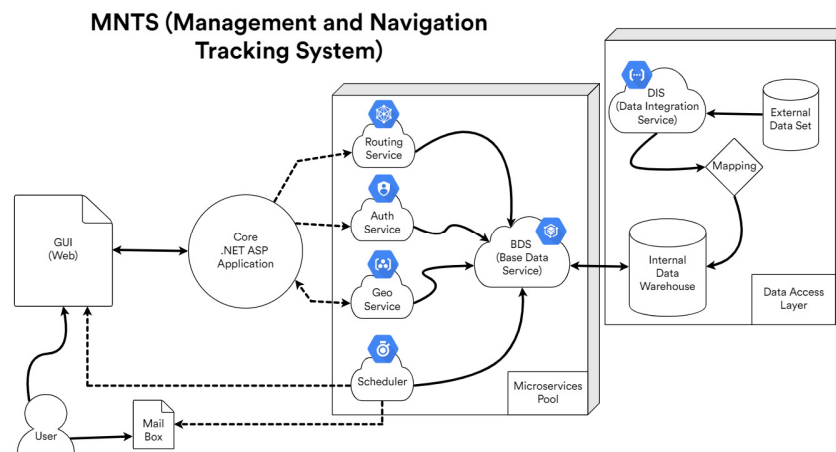 MNTS (Management and Navigation
Tracking System)
DIS
(Data Integration
Service)
External
Data Set
Routing
Service
Mapping
Auth
Service
GUI
(Web)
Core
.NET ASP
Application
BDS
(Base Data
Service)
Internal
Data
Warehouse
Geo
Service
Data Access
Layer
Scheduler
Microservices
Pool
Mail
Box
User